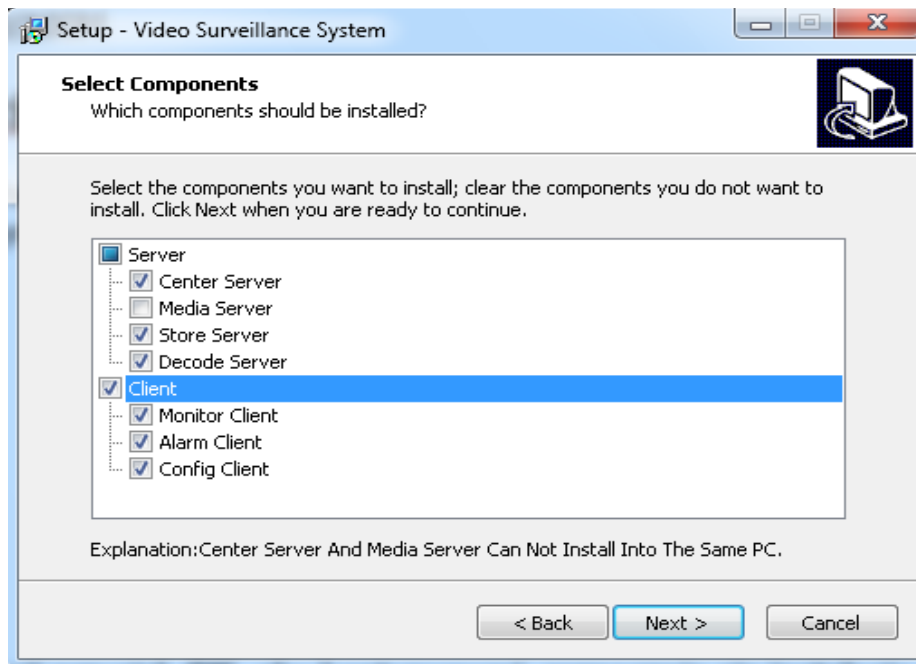 Setup - Video Surveillance System
Select Components
Which components should be installed?
Select the components you want to install; clear the components you do not want to
install. Click Next when you are ready to continue.
Server
Center Server
Media Server
Store Server
Decode Server
Client
Monitor Client
Alarm Client
Config Client
Explanation:Center Server And Media Server Can Not Install Into The Same PC.
< Back Next > Cancel